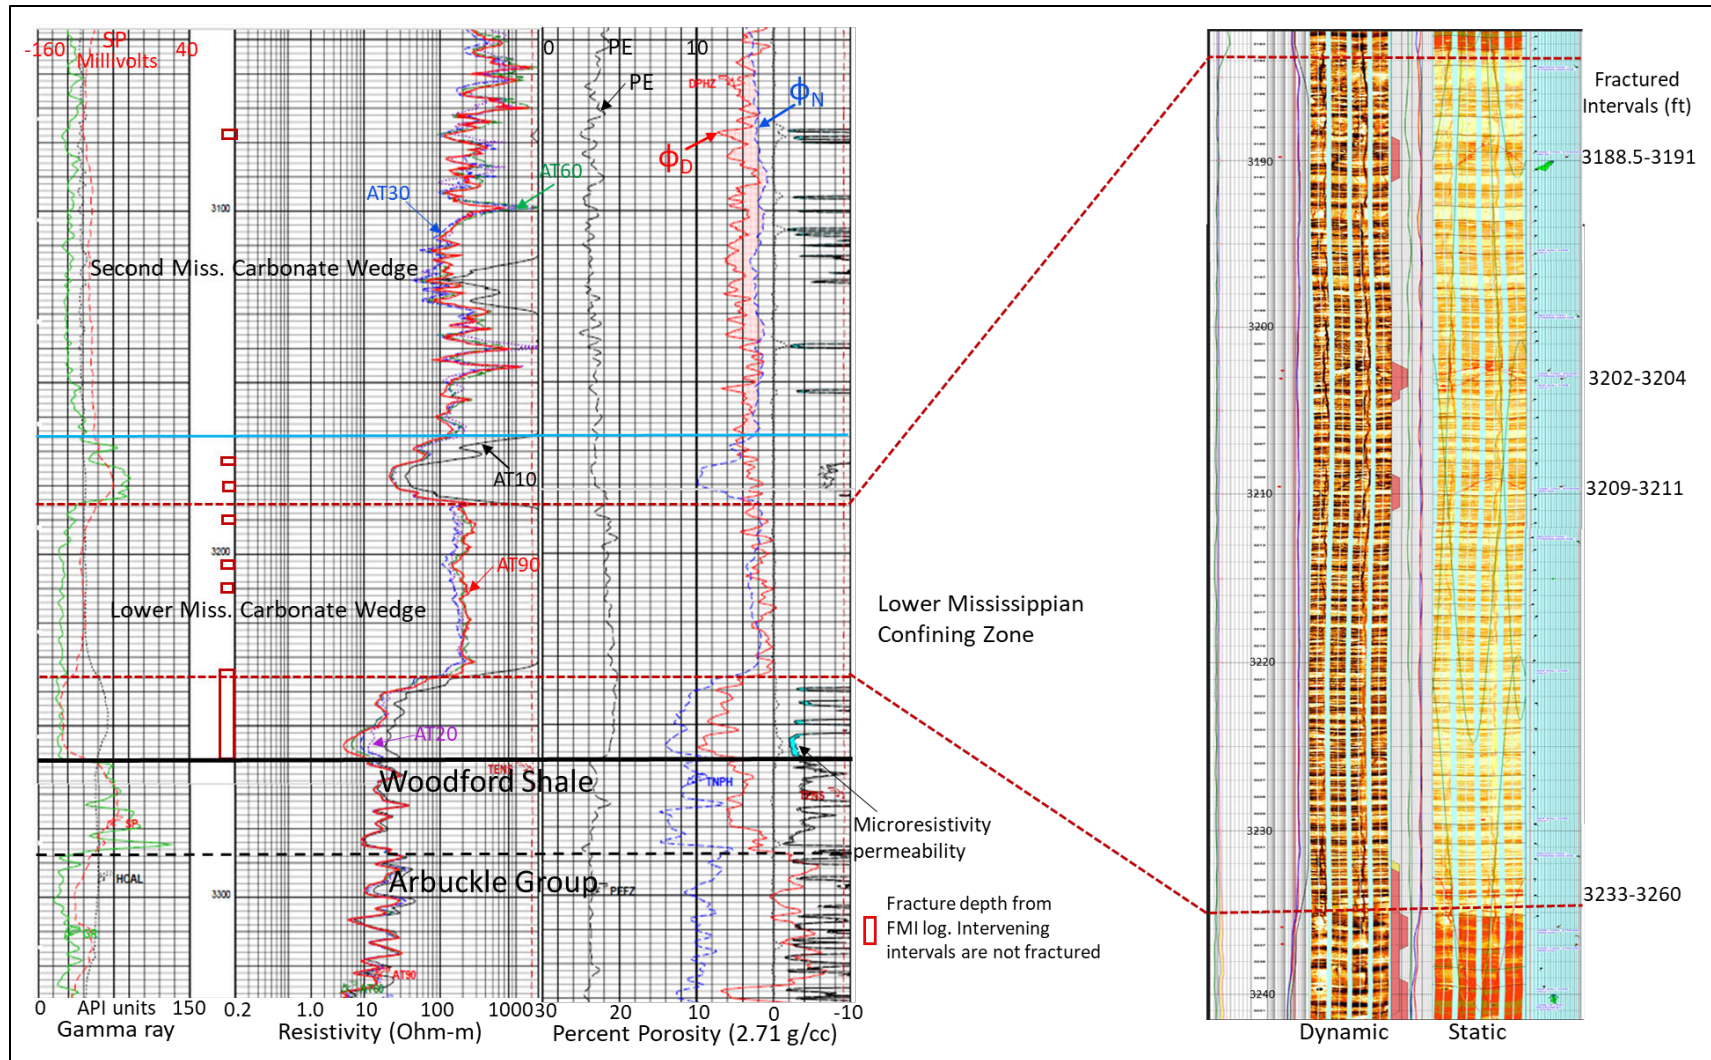 -160
SP
40
Millivolts
0
PE
10
PE
DPHZ
ϕN
ϕD
AT30
AT60
3100
Second Miss. Carbonate Wedge
AT10
3200
AT90
Lower Miss. Carbonate Wedge
AT20
TENS
Woodford Shale
TNPH
SP
HCAL
Arbuckle Group
PEFZ
3300
GR
AT90
AT60
0
API units
150
Gamma ray
0.2
1.0
10
100
1000
Resistivity (Ohm-m)
30
20
10
0
-10
Percent Porosity (2.71 g/cc)
Lower Mississippian
Confining Zone
Microresistivity
permeability
Fracture depth from
FMI log. Intervening
intervals are not fractured
Fractured
Intervals (ft)
3188.5-3191
3202-3204
3209-3211
3233-3260
3190
3200
3210
3220
3230
3240
Dynamic
Static